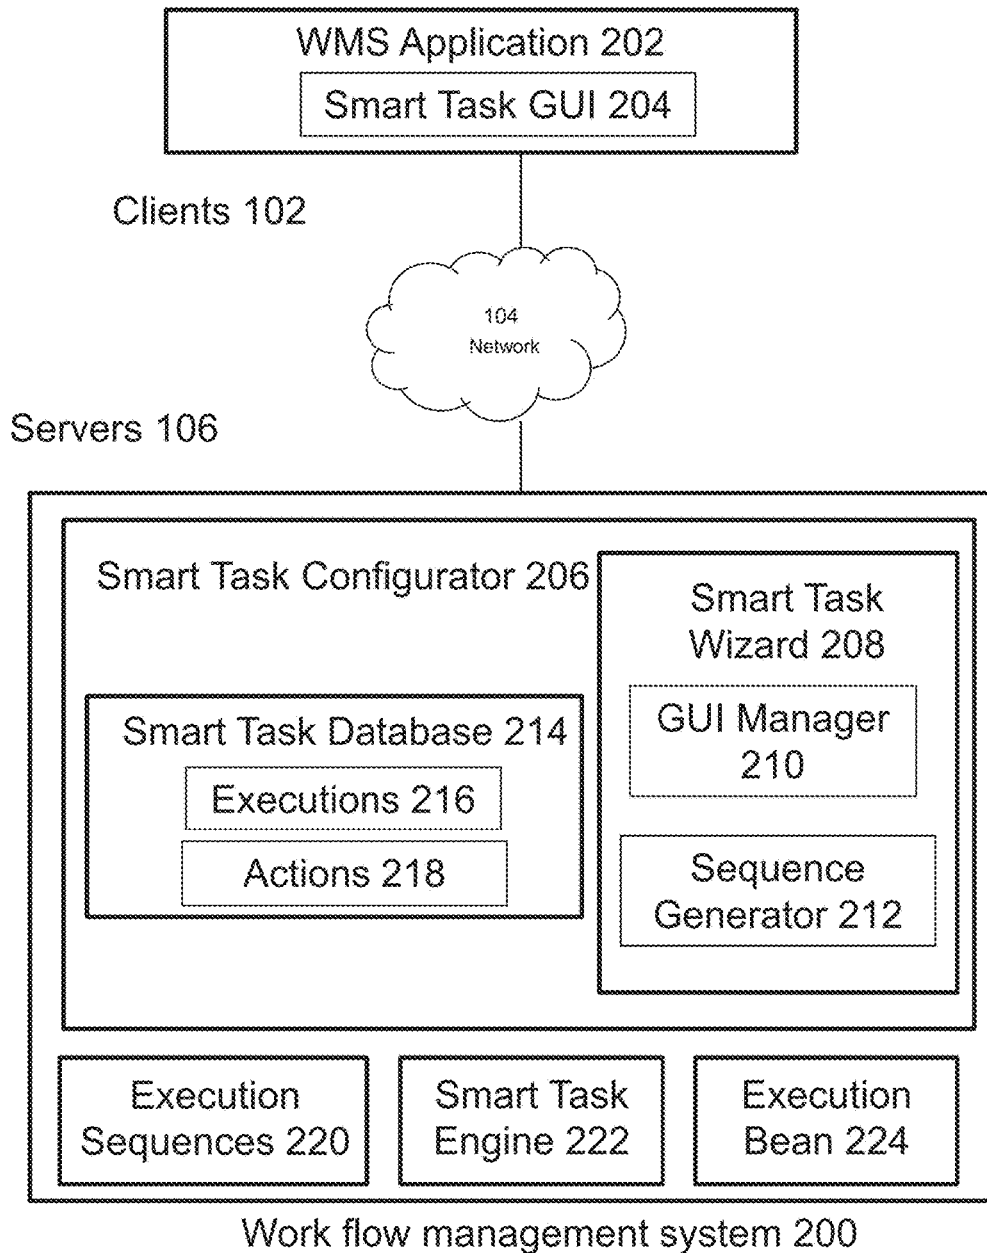 WMS Application 202
Smart Task GUI 204
Clients 102
104
Network
Servers 106
Smart Task Configurator 206
Smart Task
Wizard 208
GUI Manager
210
Sequence
Generator 212
Smart Task Database 214
Executions 216
Actions 218
Execution
Sequences 220
Smart Task
Engine 222
Execution
Bean 224
Work flow management system 200